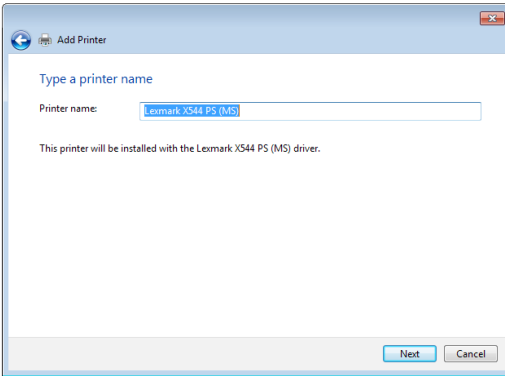 Add Printer
Type a printer name
Printer name: Lexmark X544 PS (MS)
This printer will be installed with the Lexmark X544 PS (MS) driver.
Next Cancel